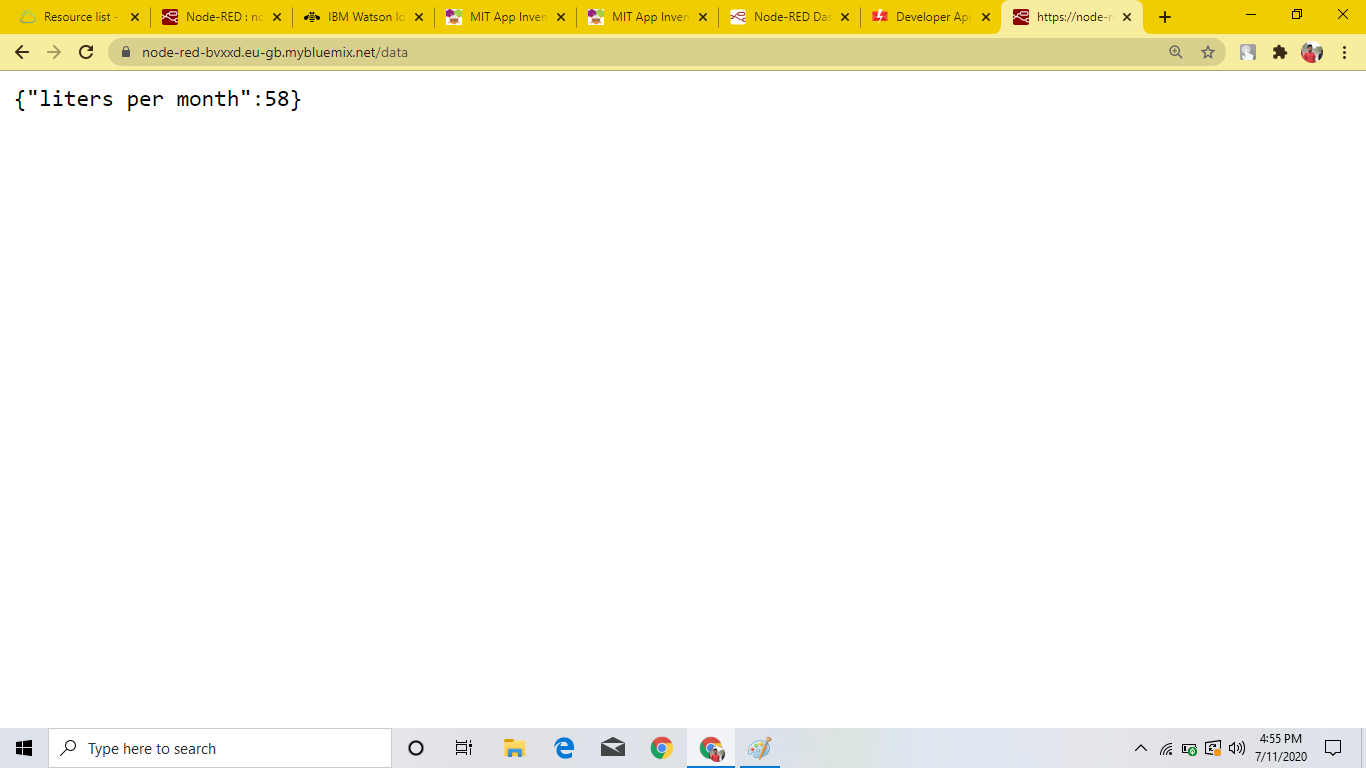 Resource list -
Node-RED : no
IBM Watson Io
MIT App Inven
MIT App Inven
Node-RED Das
Developer Api
https://node-r
node-red-bvxxd.eu-gb.mybluemix.net/data
{"liters per month":58}
Type here to search
4:55 PM
7/11/2020